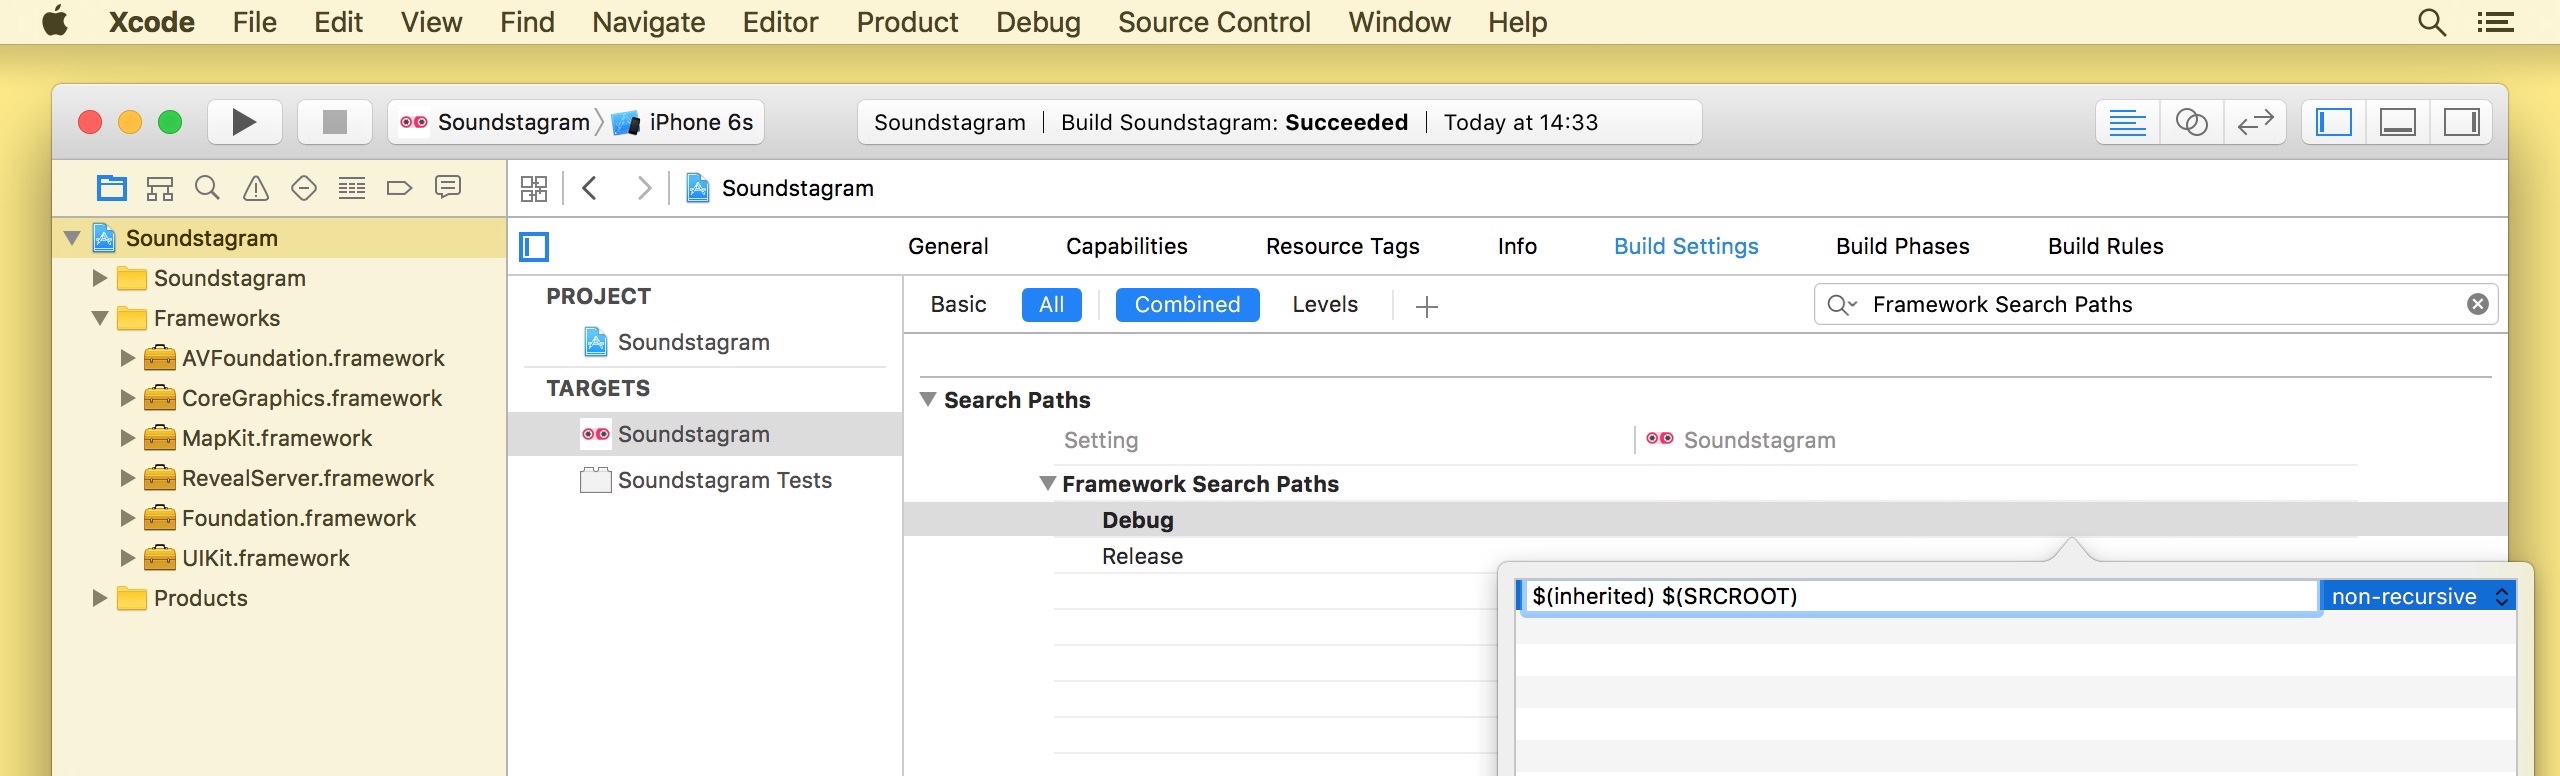 Xcode File Edit View Find Navigate Editor Product Debug Source Control Window Help
Soundstagram iPhone 6s Soundstagram Build Soundstagram: Succeeded Today at 14:33
Soundstagram
Soundstagram
Soundstagram
Frameworks
AVFoundation.framework
CoreGraphics.framework
MapKit.framework
RevealServer.framework
Foundation.framework
UIKit.framework
Products
General Capabilities Resource Tags Info Build Settings Build Phases Build Rules
PROJECT
Soundstagram
TARGETS
Soundstagram
Soundstagram Tests
Basic All Combined Levels Framework Search Paths
Search Paths
Setting Soundstagram
Framework Search Paths
Debug
Release
$(inherited) $(SRCROOT) non-recursive